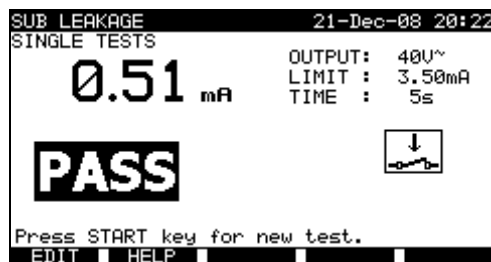 SUB LEAKAGE 21-Dec-08 20:22
SINGLE TESTS
OUTPUT: 40V~
0.51 mA LIMIT : 3.50mA
TIME : 5s
PASS
Press START key for new test.
EDIT HELP